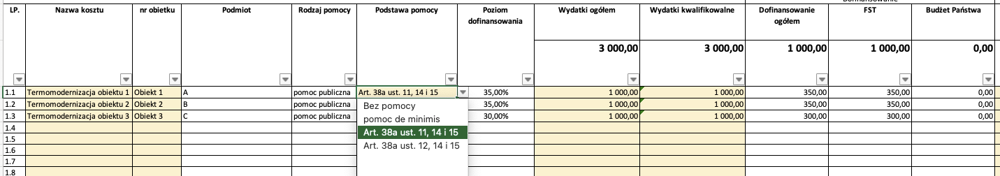 LP. Nazwa kosztu nr obietku Podmiot Rodzaj pomocy Podstawa pomocy Poziom dofinansowania Wydatki ogółem Wydatki kwalifikowalne Dofinansowanie ogółem FST Budżet Państwa
3 000,00 3 000,00 1 000,00 1 000,00 0,00
1.1 Termomodernizacja obiektu 1 Obiekt 1 A pomoc publiczna Art. 38a ust. 11, 14 i 15 35,00% 1 000,00 1 000,00 350,00 350,00 0,00
1.2 Termomodernizacja obiektu 2 Obiekt 2 B pomoc publiczna Bez pomocy 35,00% 1 000,00 1 000,00 350,00 350,00 0,00
1.3 Termomodernizacja obiektu 3 Obiekt 3 C pomoc publiczna pomoc de minimis 30,00% 1 000,00 1 000,00 300,00 300,00 0,00
1.4 Art. 38a ust. 11, 14 i 15
1.5 Art. 38a ust. 12, 14 i 15
1.6
1.7
1.8